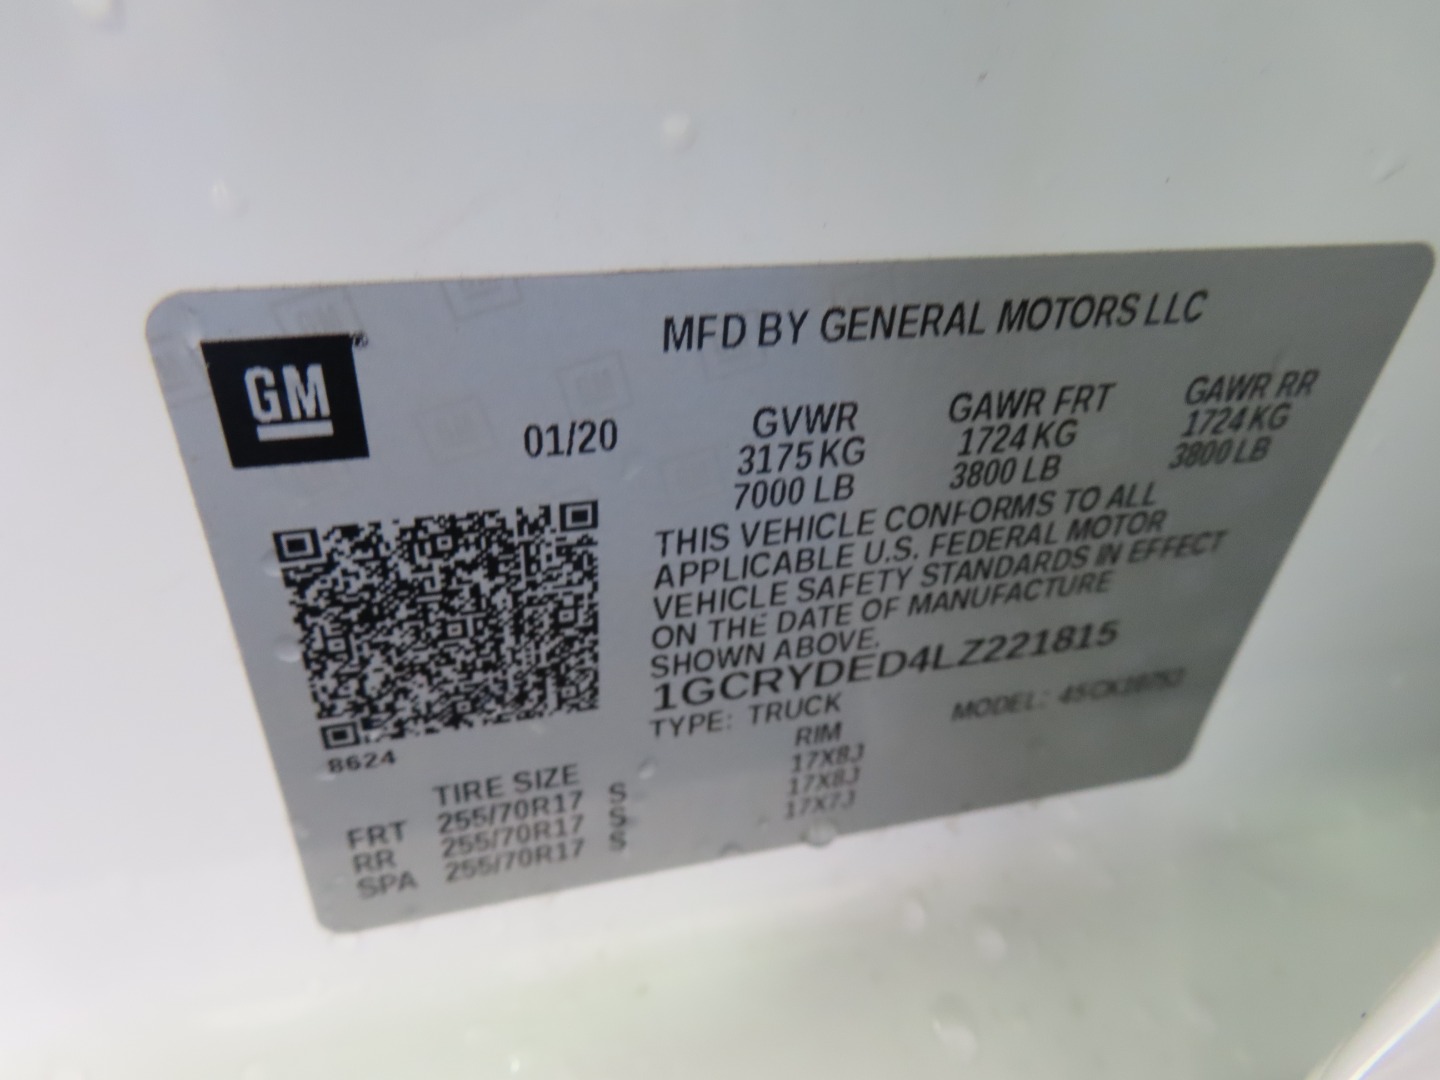 GM
MFD BY GENERAL MOTORS LLC
01/20
GVWR GAWR FRT GAWR RR
3175 KG 1724 KG 1724 KG
7000 LB 3800 LB 3800 LB
THIS VEHICLE CONFORMS TO ALL
APPLICABLE U.S. FEDERAL MOTOR
VEHICLE SAFETY STANDARDS IN EFFECT
ON THE DATE OF MANUFACTURE
SHOWN ABOVE.
1GCRYDED4LZ221815
TYPE: TRUCK MODEL:
8624
TIRE SIZE RIM
FRT 255/70R17 S 17X8J
RR 255/70R17 S 17X8J
SPA 255/70R17 S 17X7J